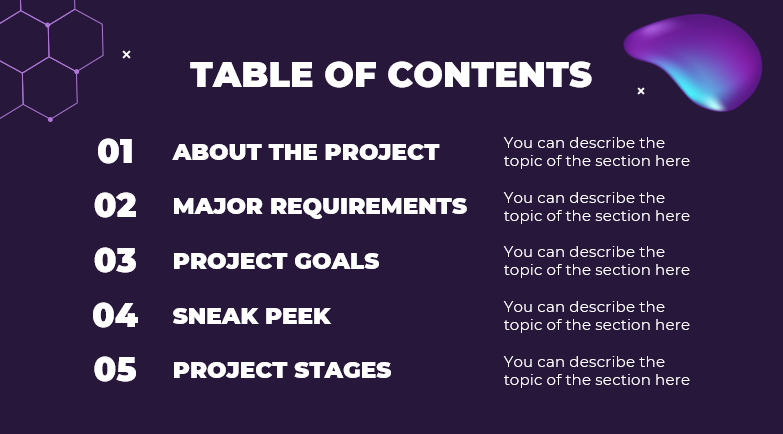 TABLE OF CONTENTS
01 ABOUT THE PROJECT
You can describe the
topic of the section here
02 MAJOR REQUIREMENTS
You can describe the
topic of the section here
03 PROJECT GOALS
You can describe the
topic of the section here
04 SNEAK PEEK
You can describe the
topic of the section here
05 PROJECT STAGES
You can describe the
topic of the section here